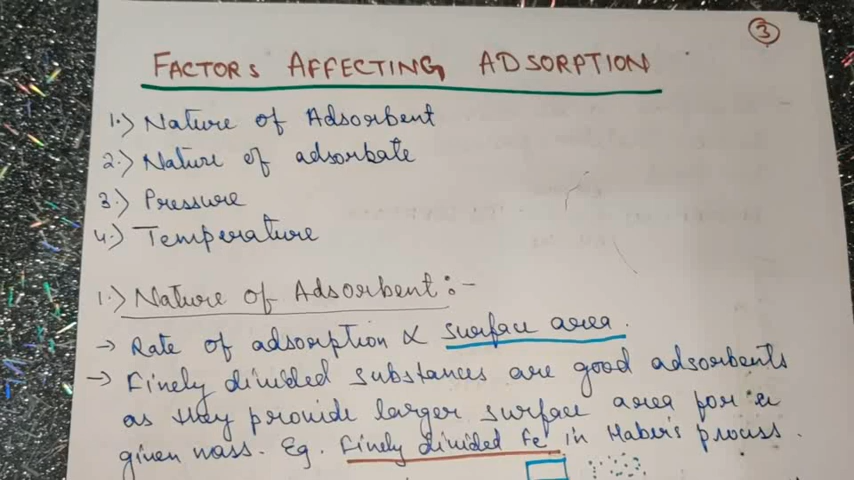 3
FACTORS AFFECTING ADSORPTION
1.) Nature of Adsorbent
2.) Nature of adsorbate
3.) Pressure
4.) Temperature
1.) Nature of Adsorbent :-
→ Rate of adsorption ∝ surface area.
→ Finely divided substances are good adsorbents
as they provide larger surface area for a
given mass. Eg. Finely divided Fe in Haber's process.